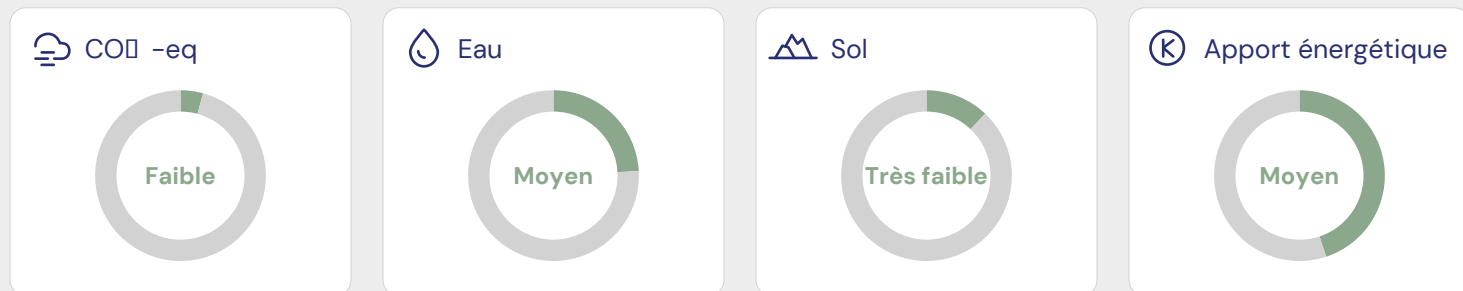 CO▯ -eq
Faible
Eau
Moyen
Sol
Très faible
Apport énergétique
Moyen